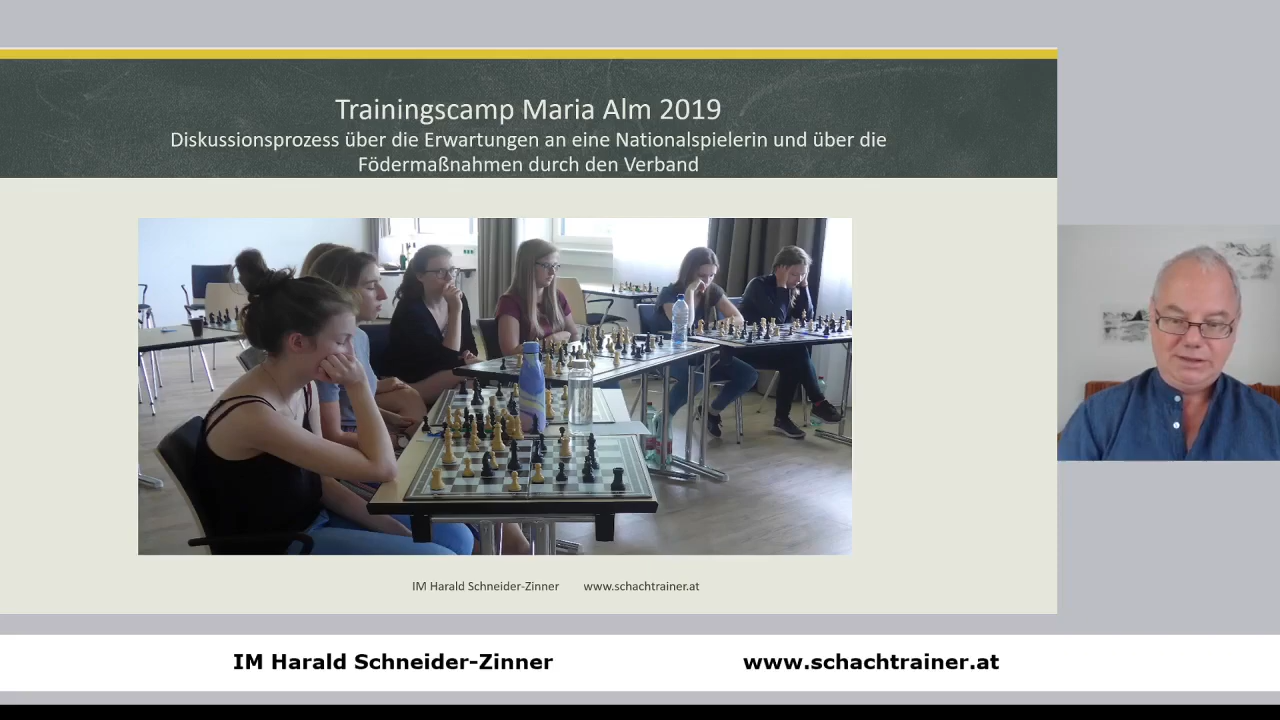 Trainingscamp Maria Alm 2019
Diskussionsprozess über die Erwartungen an eine Nationalspielerin und über die
Födermaßnahmen durch den Verband
IM Harald Schneider-Zinner www.schachtrainer.at
IM Harald Schneider-Zinner www.schachtrainer.at